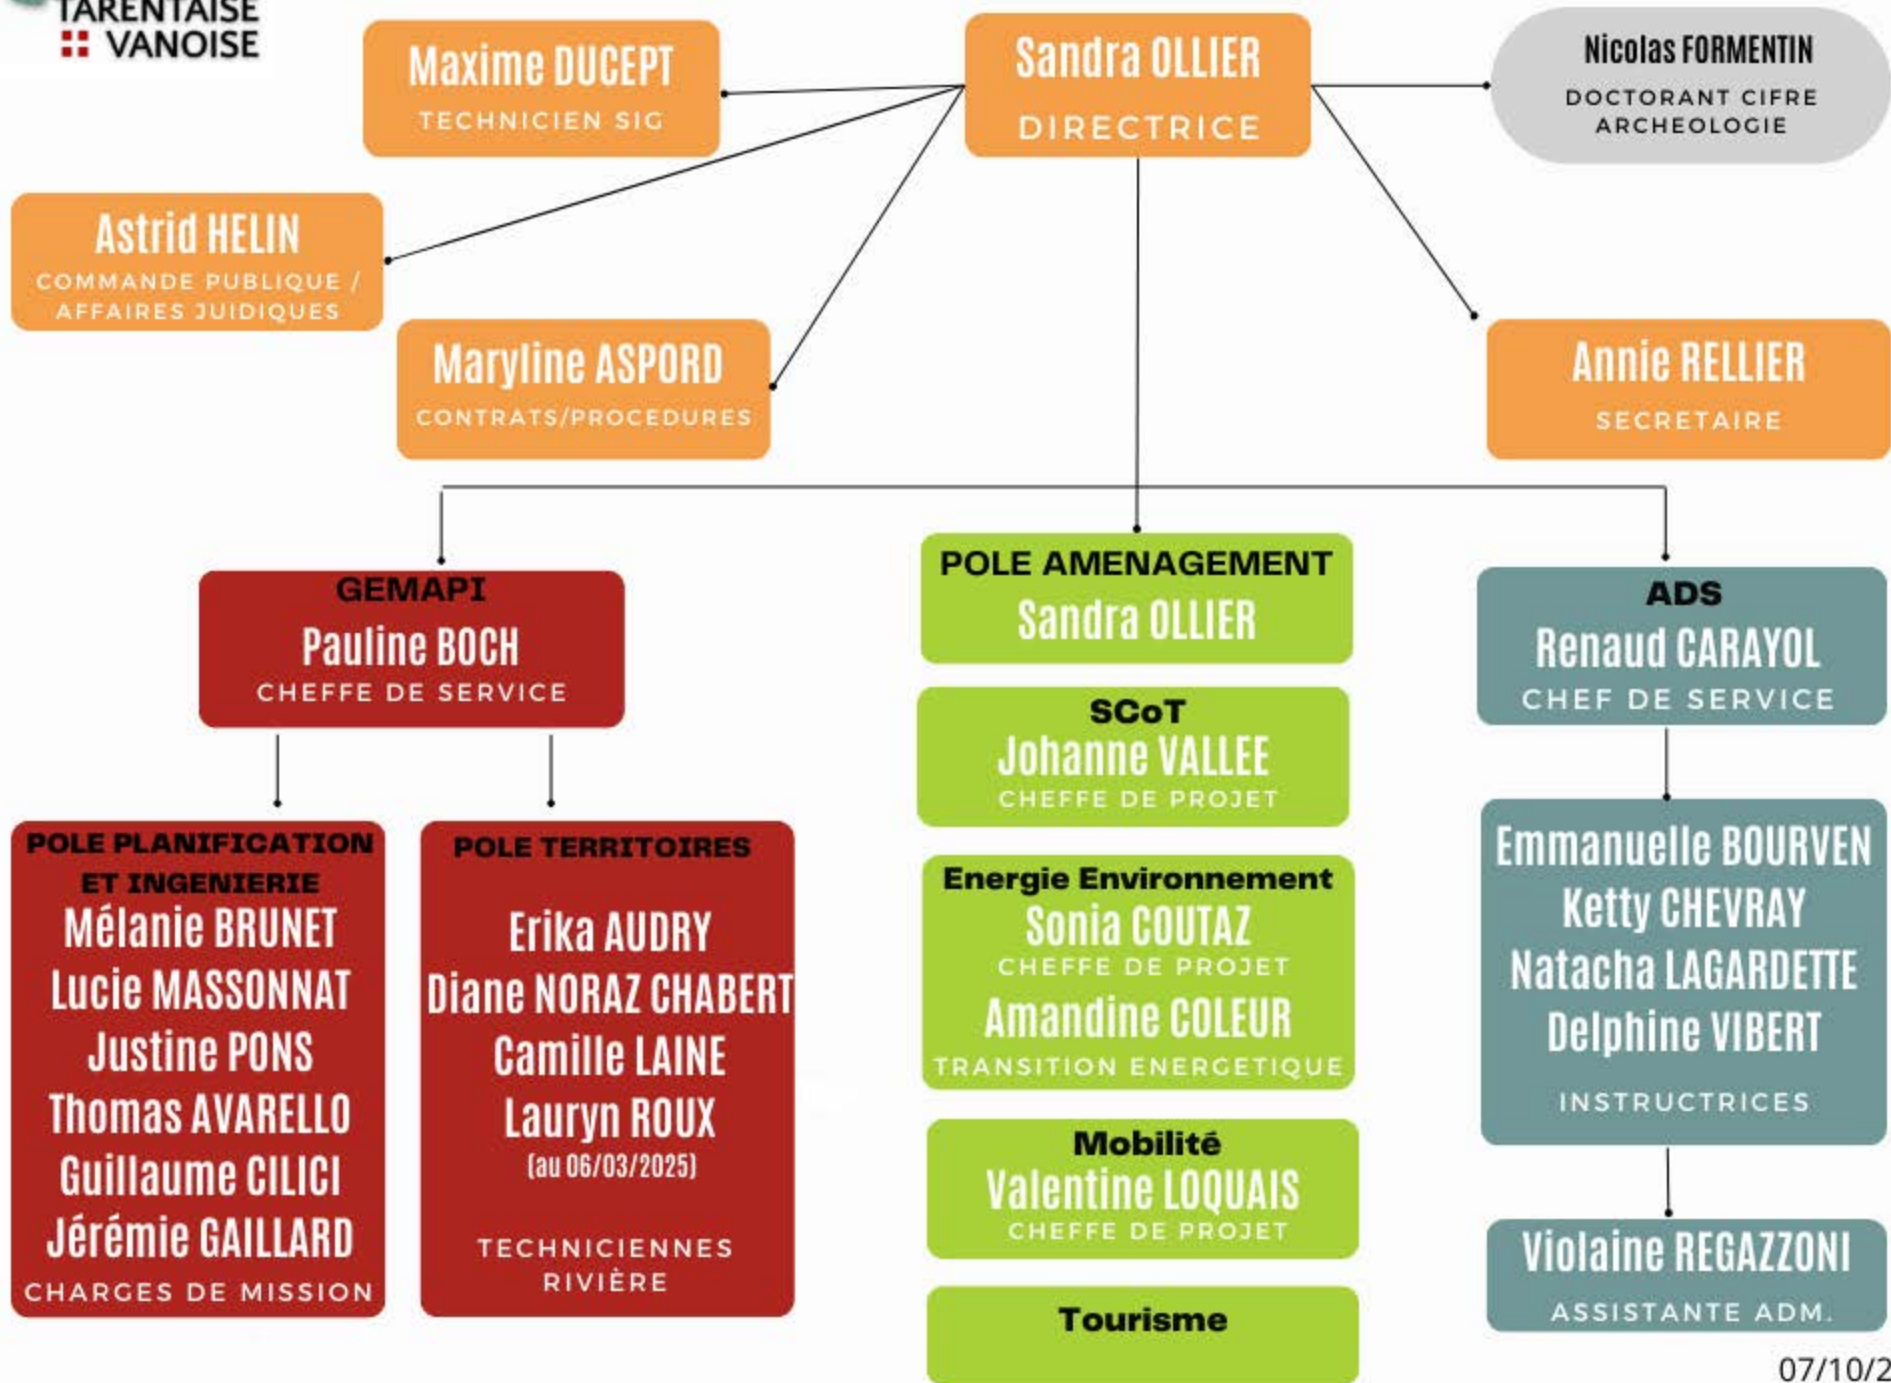 TARENTAISE
VANOISE
Maxime DUCEPT
TECHNICIEN SIG
Sandra OLLIER
DIRECTRICE
Nicolas FORMENTIN
DOCTORANT CIFRE
ARCHEOLOGIE
Astrid HELIN
COMMANDE PUBLIQUE /
AFFAIRES JUIDIQUES
Maryline ASPORD
CONTRATS/PROCEDURES
Annie RELLIER
SECRETAIRE
GEMAPI
Pauline BOCH
CHEFFE DE SERVICE
POLE PLANIFICATION
ET INGENIERIE
Mélanie BRUNET
Lucie MASSONNAT
Justine PONS
Thomas AVARELLO
Guillaume CILICI
Jérémie GAILLARD
CHARGES DE MISSION
POLE TERRITOIRES
Erika AUDRY
Diane NORAZ CHABERT
Camille LAINE
Lauryn ROUX
(au 06/03/2025)
TECHNICIENNES
RIVIÈRE
POLE AMENAGEMENT
Sandra OLLIER
SCoT
Johanne VALLEE
CHEFFE DE PROJET
Energie Environnement
Sonia COUTAZ
CHEFFE DE PROJET
Amandine COLEUR
TRANSITION ENERGETIQUE
Mobilité
Valentine LOQUAIS
CHEFFE DE PROJET
Tourisme
ADS
Renaud CARAYOL
CHEF DE SERVICE
Emmanuelle BOURVEN
Ketty CHEVRAY
Natacha LAGARDETTE
Delphine VIBERT
INSTRUCTRICES
Violaine REGAZZONI
ASSISTANTE ADM.
07/10/2